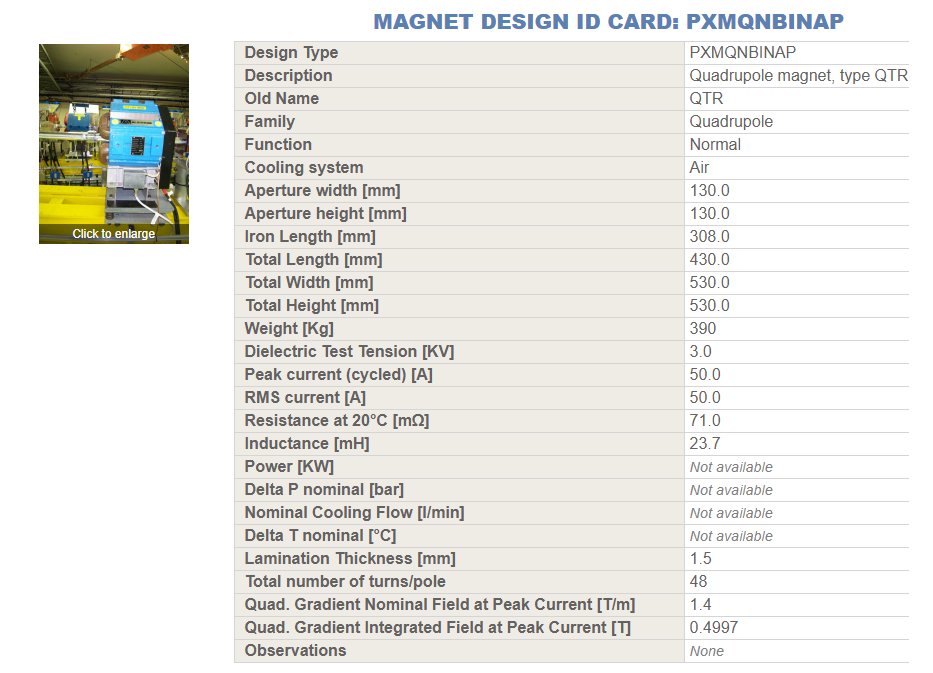 MAGNET DESIGN ID CARD: PXMQNBINAP
Click to enlarge
Design Type PXMQNBINAP
Description Quadrupole magnet, type QTR
Old Name QTR
Family Quadrupole
Function Normal
Cooling system Air
Aperture width [mm] 130.0
Aperture height [mm] 130.0
Iron Length [mm] 308.0
Total Length [mm] 430.0
Total Width [mm] 530.0
Total Height [mm] 530.0
Weight [Kg] 390
Dielectric Test Tension [KV] 3.0
Peak current (cycled) [A] 50.0
RMS current [A] 50.0
Resistance at 20°C [mΩ] 71.0
Inductance [mH] 23.7
Power [KW] Not available
Delta P nominal [bar] Not available
Nominal Cooling Flow [l/min] Not available
Delta T nominal [°C] Not available
Lamination Thickness [mm] 1.5
Total number of turns/pole 48
Quad. Gradient Nominal Field at Peak Current [T/m] 1.4
Quad. Gradient Integrated Field at Peak Current [T] 0.4997
Observations None